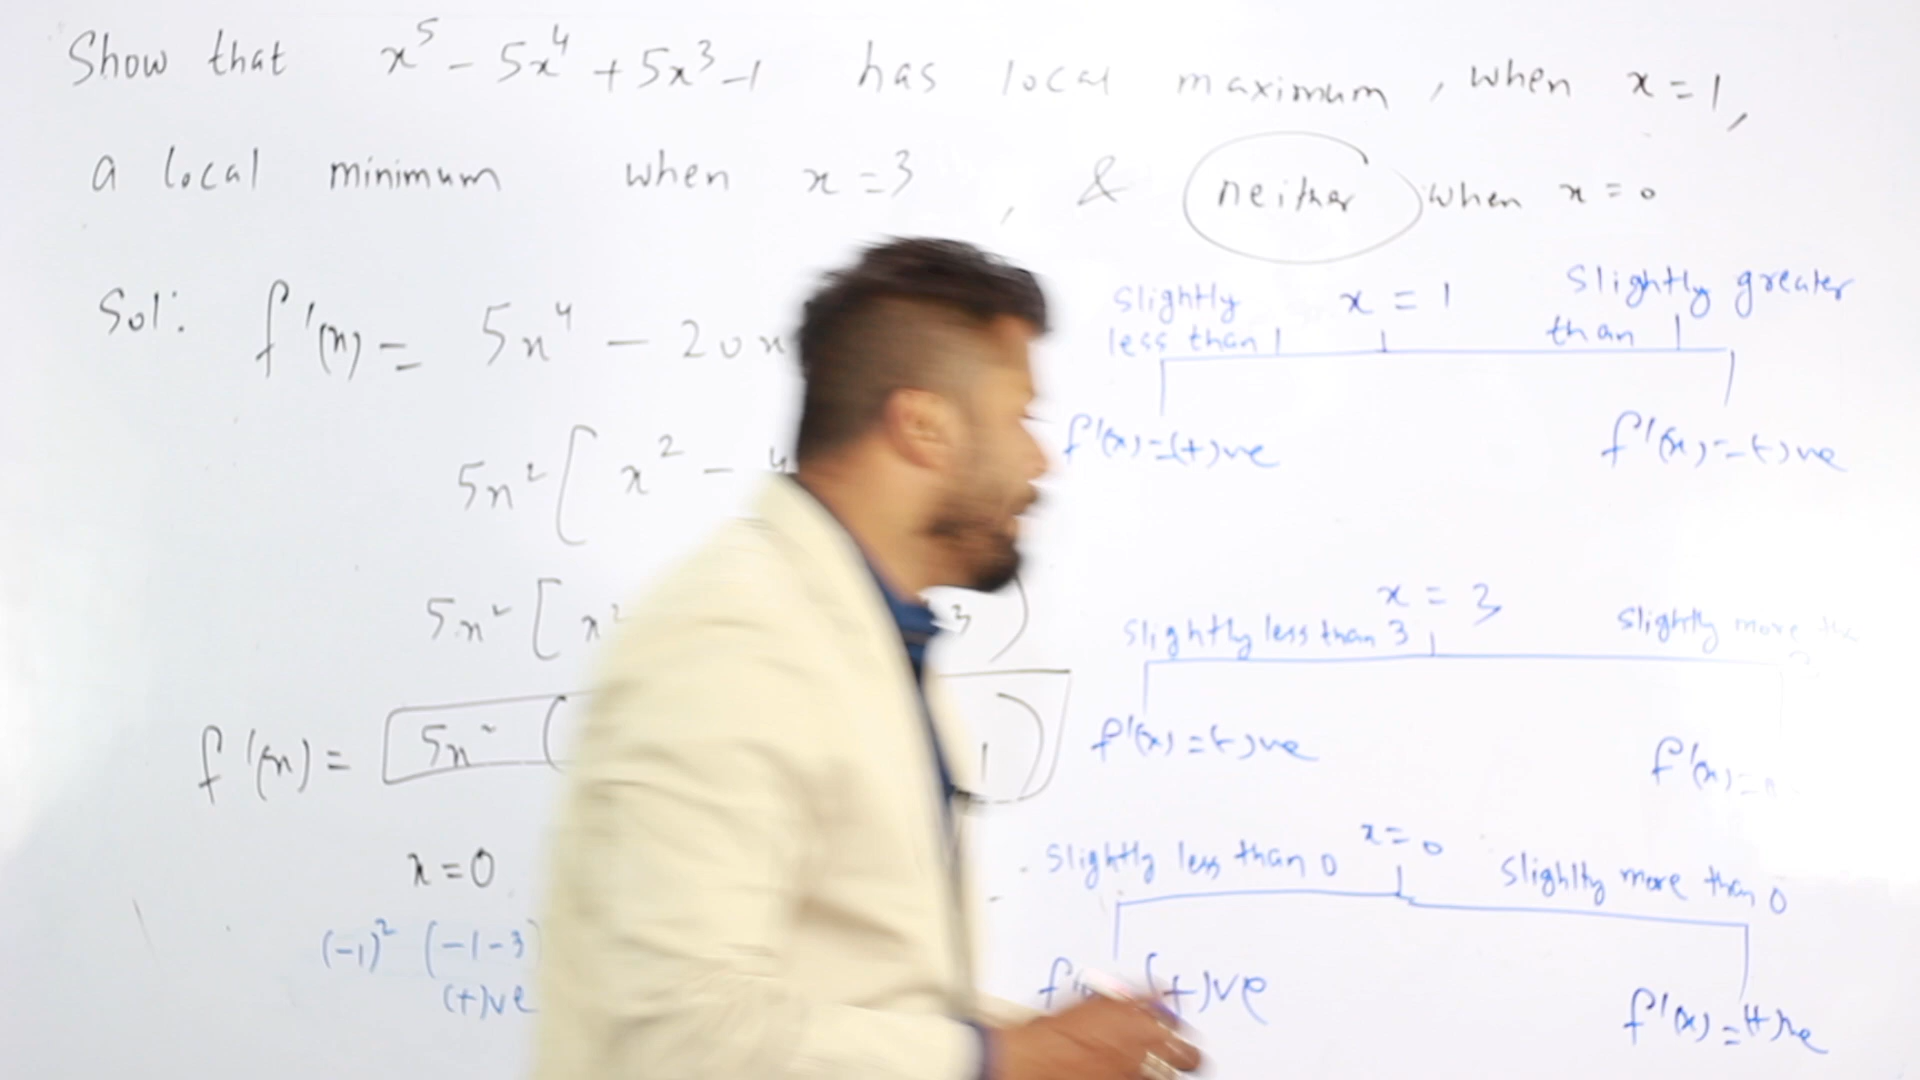 Show that x⁵ - 5x⁴ + 5x³ - 1 has local maximum, when x = 1,
a local minimum when x = 3, & neither when x = 0
Sol: f'(x) = 5x⁴ - 20x
5x² [ x² - 4
5x² [ x² 3 )
f'(x) = 5x² ( 1 )
x = 0
(-1)² (-1-3)
(+)ve
slightly less than 1 x = 1 slightly greater than 1
f'(x) = (+)ve f'(x) = (-)ve
x = 3
slightly less than 3 slightly more
f'(x) = (-)ve f'(x) =
x = 0
slightly less than 0 slighlty more than 0
f' (+)ve f'(x) = (+)ve